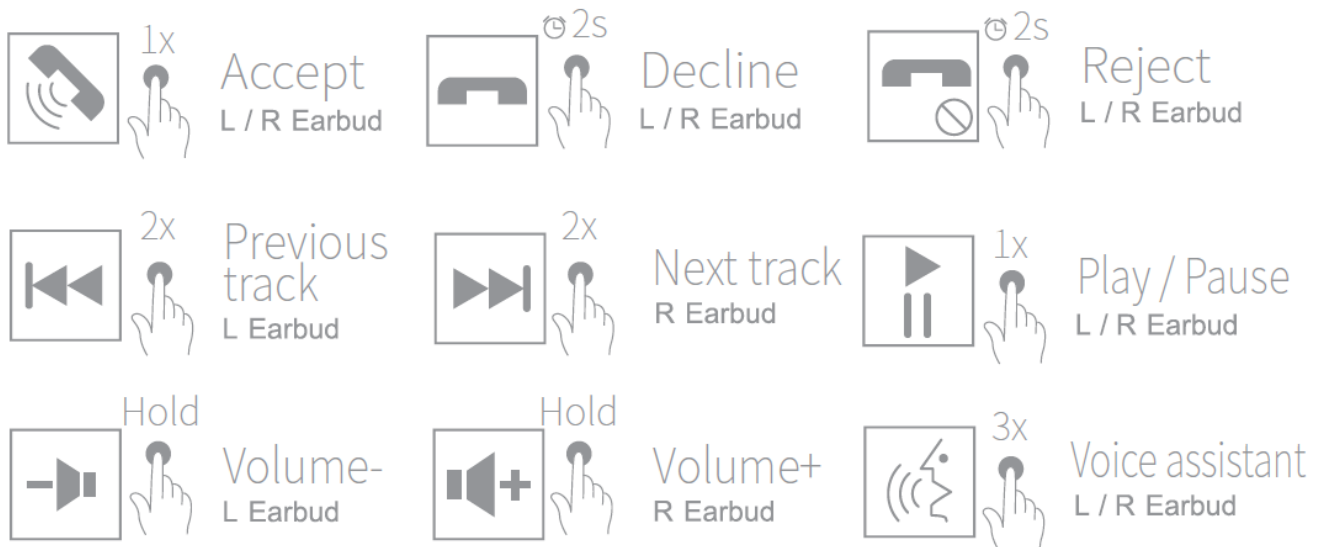 1x
Accept
L / R Earbud
2s
Decline
L / R Earbud
2s
Reject
L / R Earbud
2x
Previous
track
L Earbud
2x
Next track
R Earbud
1x
Play / Pause
L / R Earbud
Hold
Volume-
L Earbud
Hold
Volume+
R Earbud
3x
Voice assistant
L / R Earbud